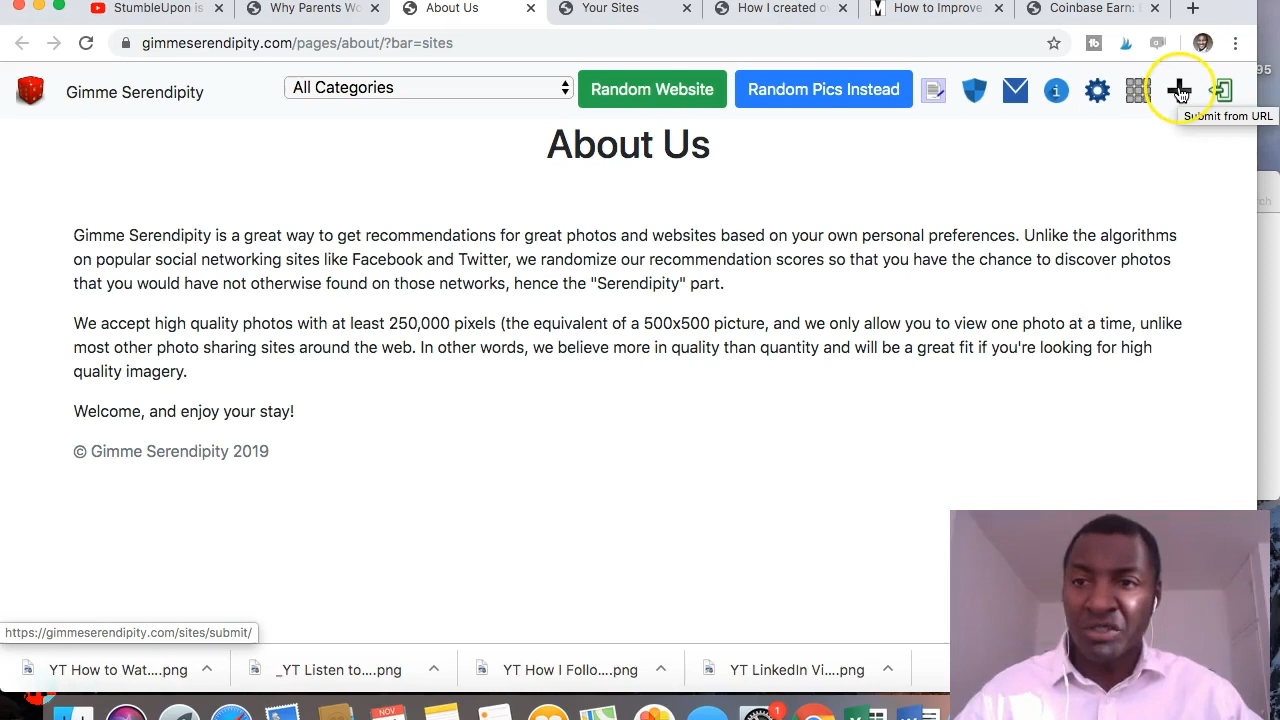 StumbleUpon is
Why Parents Wo
About Us
Your Sites
How I created ov
How to Improve
Coinbase Earn:
gimmeserendipity.com/pages/about/?bar=sites
Gimme Serendipity
All Categories
Random Website
Random Pics Instead
Submit from URL
About Us
Gimme Serendipity is a great way to get recommendations for great photos and websites based on your own personal preferences. Unlike the algorithms
on popular social networking sites like Facebook and Twitter, we randomize our recommendation scores so that you have the chance to discover photos
that you would have not otherwise found on those networks, hence the "Serendipity" part.
We accept high quality photos with at least 250,000 pixels (the equivalent of a 500x500 picture, and we only allow you to view one photo at a time, unlike
most other photo sharing sites around the web. In other words, we believe more in quality than quantity and will be a great fit if you're looking for high
quality imagery.
Welcome, and enjoy your stay!
© Gimme Serendipity 2019
https://gimmeserendipity.com/sites/submit/
YT How to Wat....png
_YT Listen to....png
YT How I Follo....png
YT LinkedIn Vi....png
NOV
1